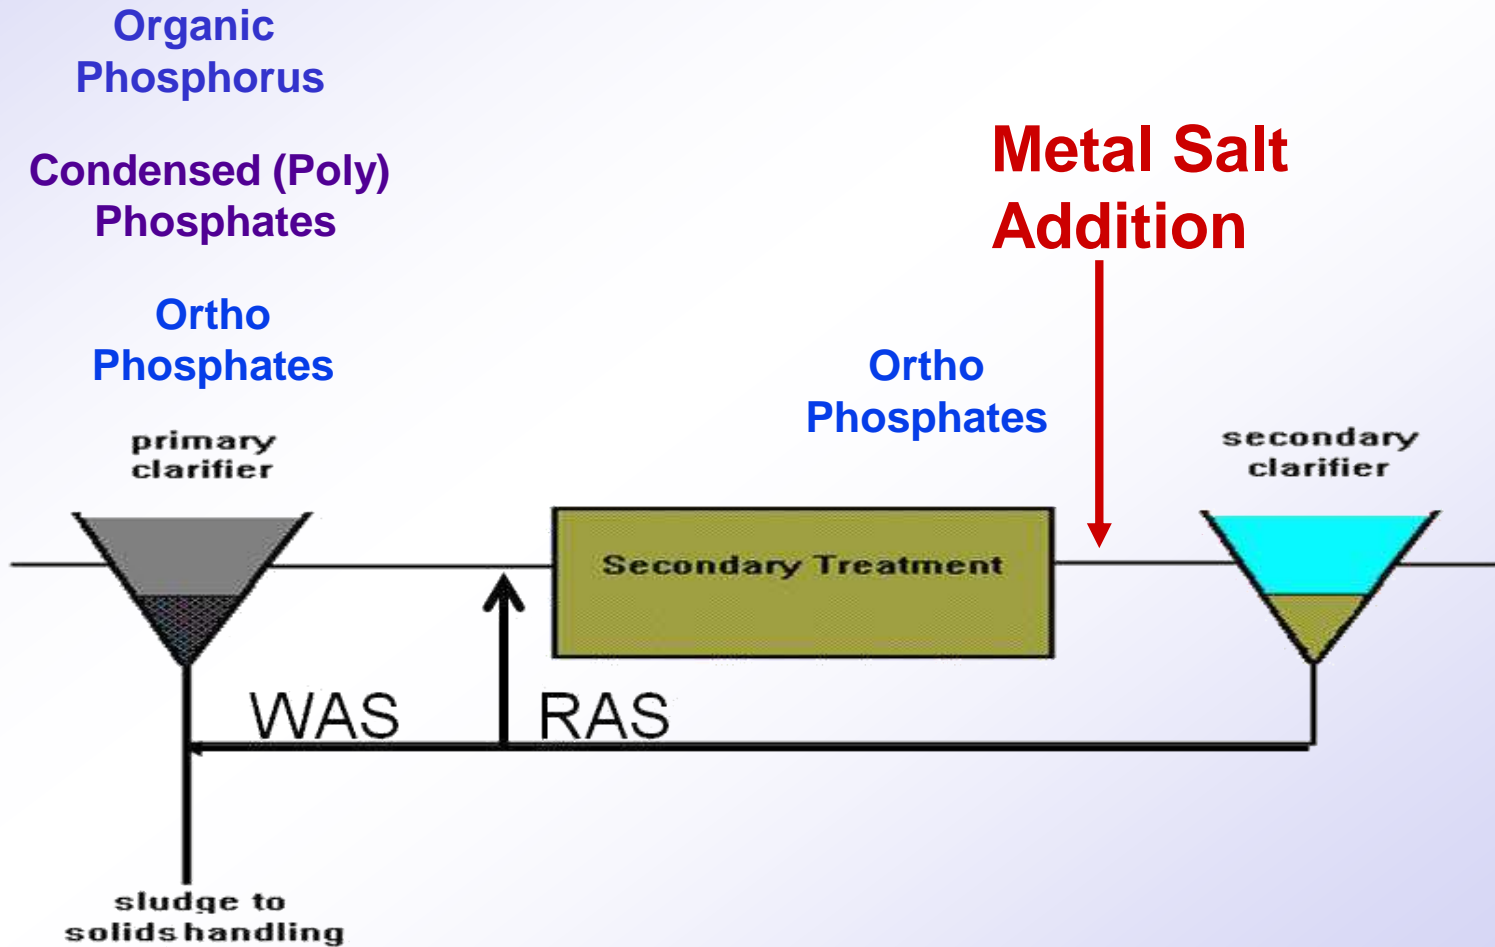 Organic
Phosphorus
Condensed (Poly)
Phosphates
Ortho
Phosphates
primary
clarifier
Metal Salt
Addition
Ortho
Phosphates
secondary
clarifier
Secondary Treatment
WAS
RAS
sludge to
solids handling